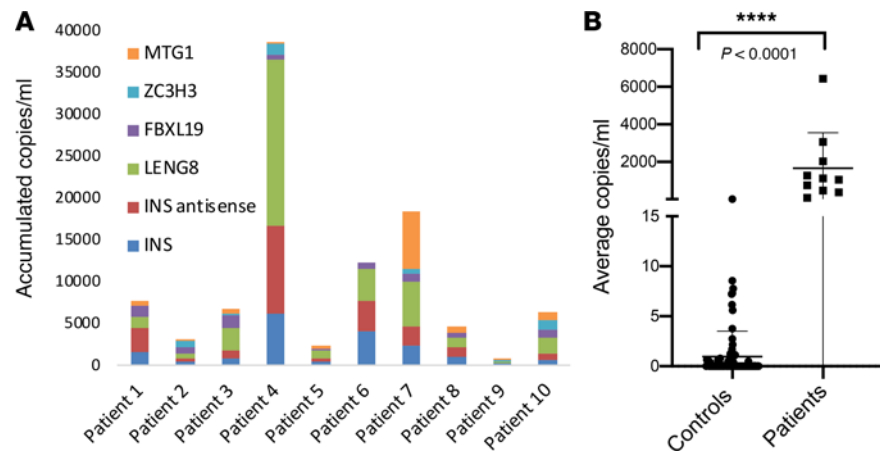 A
Accumulated copies/ml
40000
35000
30000
25000
20000
15000
10000
5000
0
MTG1
ZC3H3
FBXL19
LENG8
INS antisense
INS
Patient 1
Patient 2
Patient 3
Patient 4
Patient 5
Patient 6
Patient 7
Patient 8
Patient 9
Patient 10
B
****
P < 0.0001
Average copies/ml
8000
6000
4000
2000
15
10
5
0
Controls
Patients